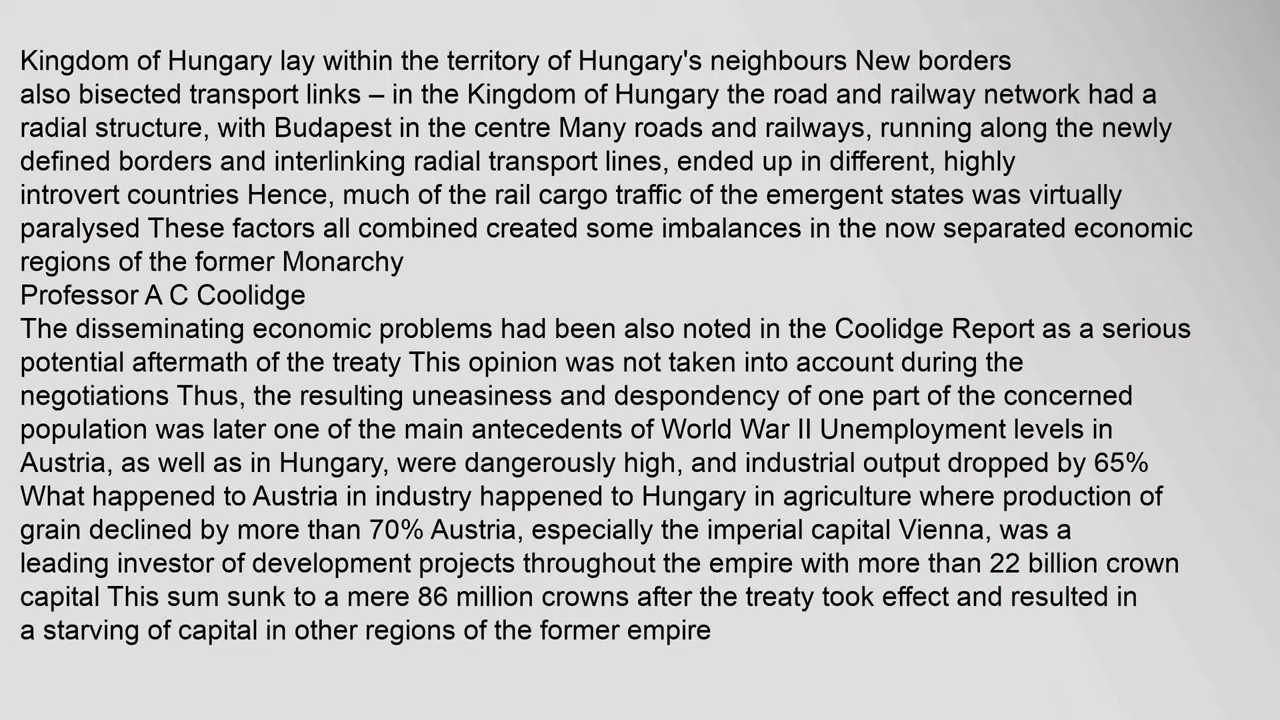 Kingdom of Hungary lay within the territory of Hungary's neighbours New borders
also bisected transport links – in the Kingdom of Hungary the road and railway network had a
radial structure, with Budapest in the centre Many roads and railways, running along the newly
defined borders and interlinking radial transport lines, ended up in different, highly
introvert countries Hence, much of the rail cargo traffic of the emergent states was virtually
paralysed These factors all combined created some imbalances in the now separated economic
regions of the former Monarchy
Professor A C Coolidge
The disseminating economic problems had been also noted in the Coolidge Report as a serious
potential aftermath of the treaty This opinion was not taken into account during the
negotiations Thus, the resulting uneasiness and despondency of one part of the concerned
population was later one of the main antecedents of World War II Unemployment levels in
Austria, as well as in Hungary, were dangerously high, and industrial output dropped by 65%
What happened to Austria in industry happened to Hungary in agriculture where production of
grain declined by more than 70% Austria, especially the imperial capital Vienna, was a
leading investor of development projects throughout the empire with more than 22 billion crown
capital This sum sunk to a mere 86 million crowns after the treaty took effect and resulted in
a starving of capital in other regions of the former empire